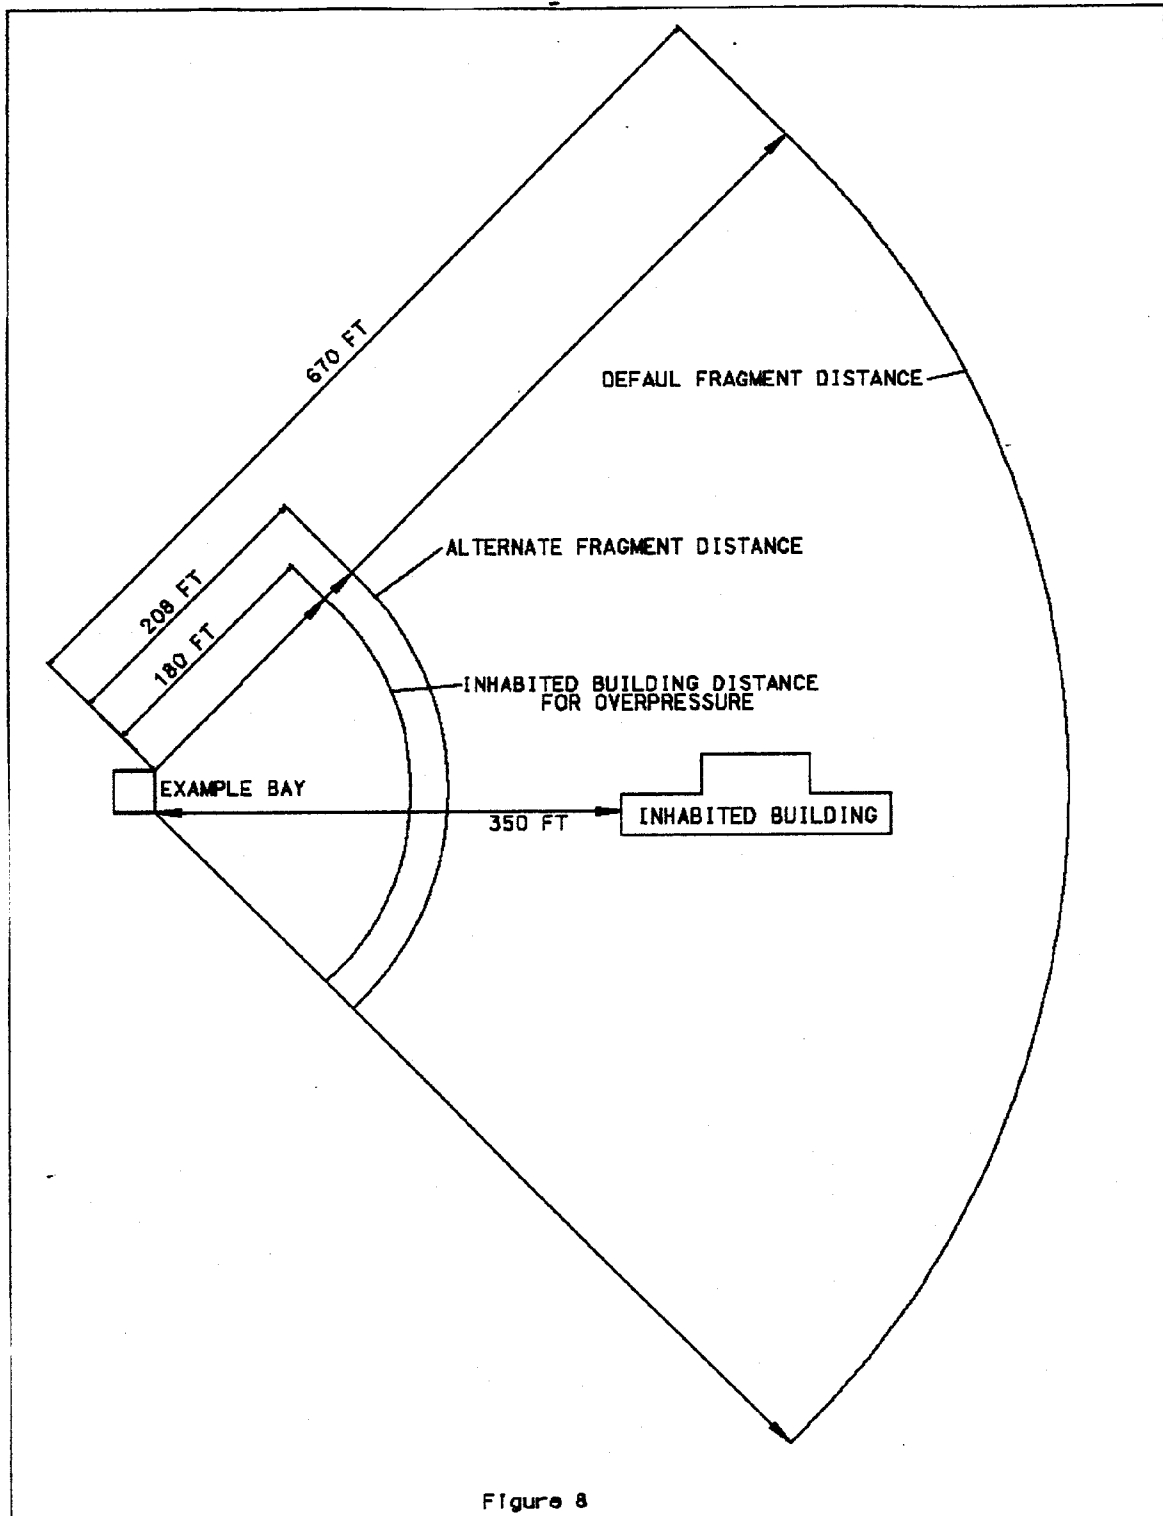 670 FT
DEFAUL FRAGMENT DISTANCE
ALTERNATE FRAGMENT DISTANCE
208 FT
180 FT
INHABITED BUILDING DISTANCE
FOR OVERPRESSURE
EXAMPLE BAY
350 FT
INHABITED BUILDING
Figure 8